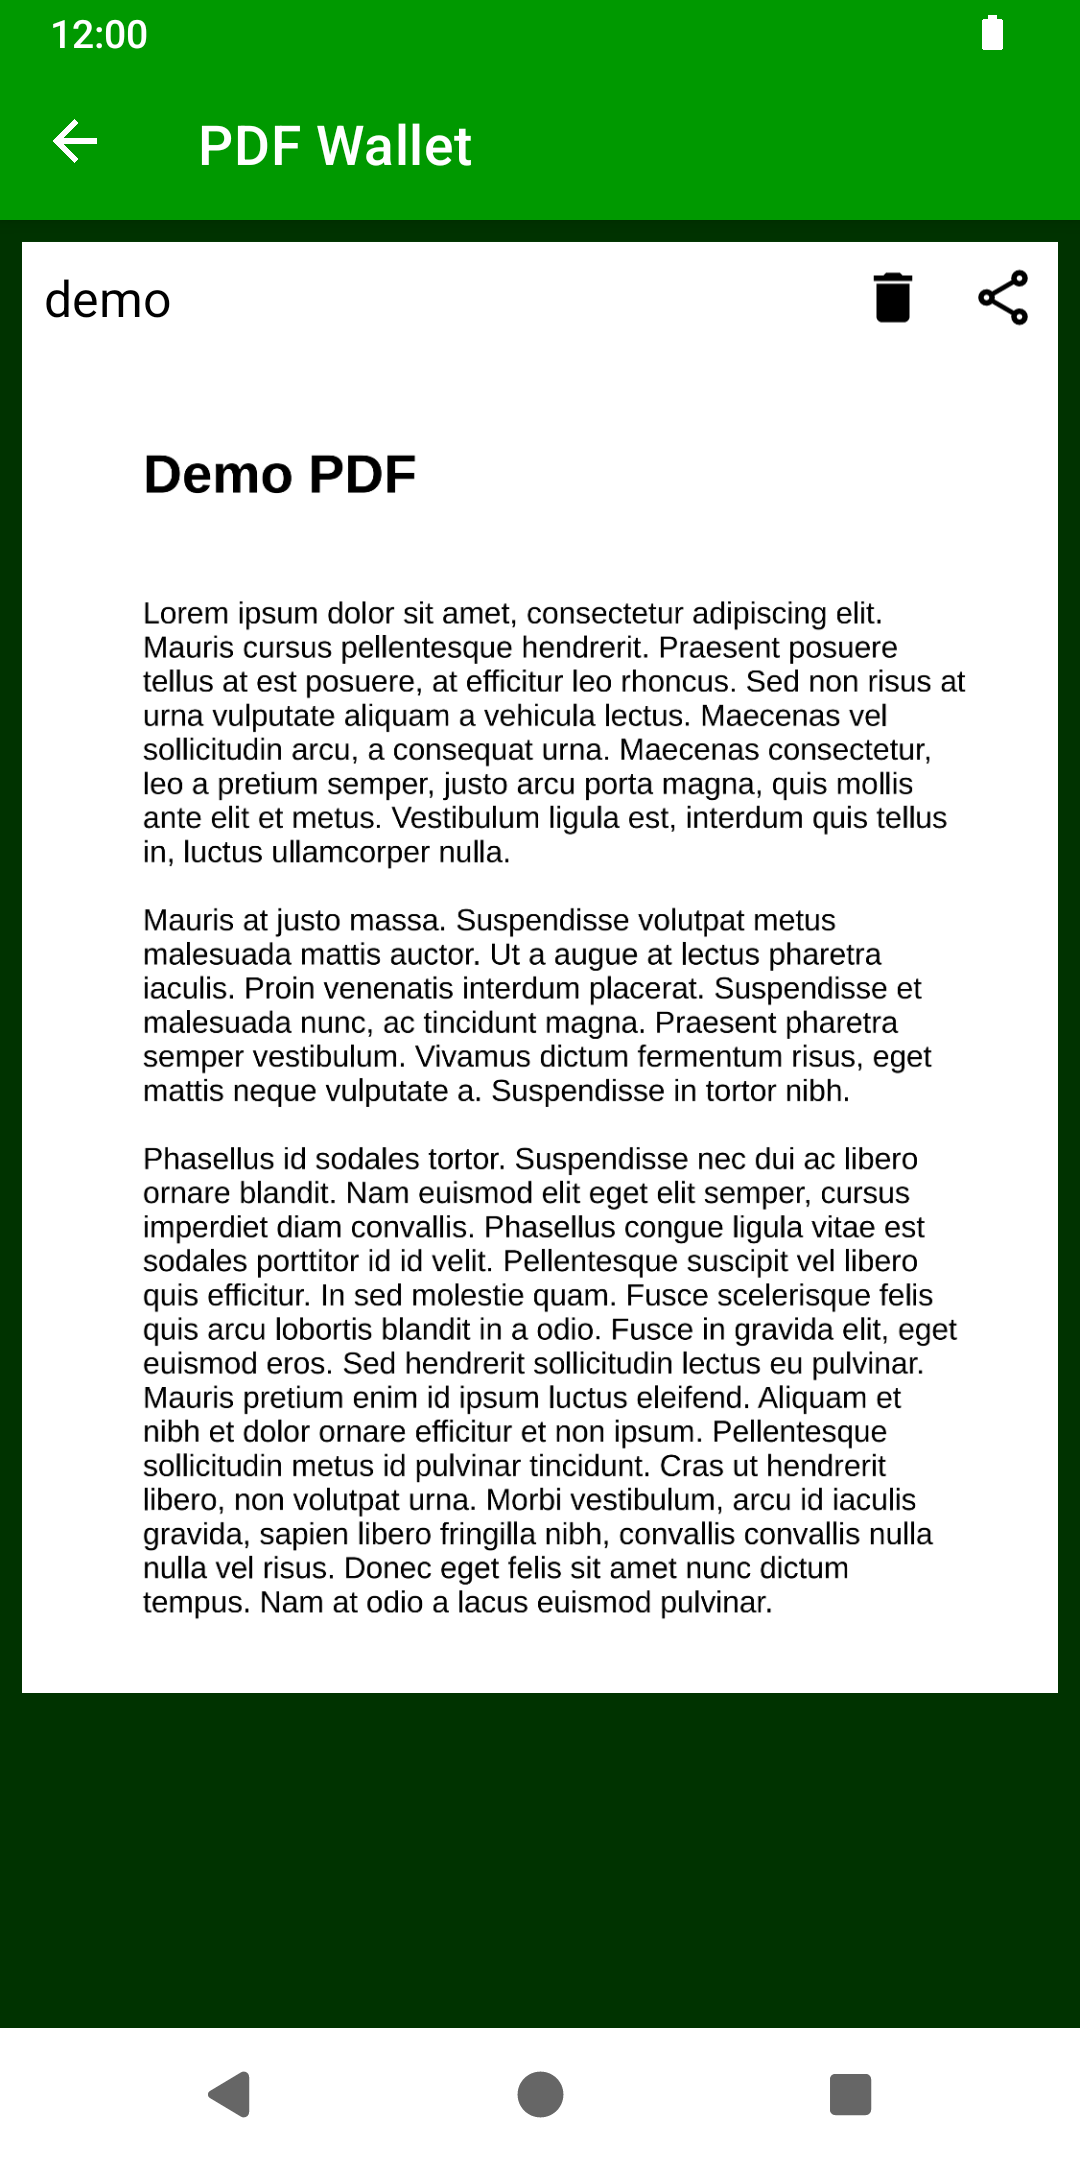 12:00
PDF Wallet
demo
Demo PDF
Lorem ipsum dolor sit amet, consectetur adipiscing elit.
Mauris cursus pellentesque hendrerit. Praesent posuere
tellus at est posuere, at efficitur leo rhoncus. Sed non risus at
urna vulputate aliquam a vehicula lectus. Maecenas vel
sollicitudin arcu, a consequat urna. Maecenas consectetur,
leo a pretium semper, justo arcu porta magna, quis mollis
ante elit et metus. Vestibulum ligula est, interdum quis tellus
in, luctus ullamcorper nulla.
Mauris at justo massa. Suspendisse volutpat metus
malesuada mattis auctor. Ut a augue at lectus pharetra
iaculis. Proin venenatis interdum placerat. Suspendisse et
malesuada nunc, ac tincidunt magna. Praesent pharetra
semper vestibulum. Vivamus dictum fermentum risus, eget
mattis neque vulputate a. Suspendisse in tortor nibh.
Phasellus id sodales tortor. Suspendisse nec dui ac libero
ornare blandit. Nam euismod elit eget elit semper, cursus
imperdiet diam convallis. Phasellus congue ligula vitae est
sodales porttitor id id velit. Pellentesque suscipit vel libero
quis efficitur. In sed molestie quam. Fusce scelerisque felis
quis arcu lobortis blandit in a odio. Fusce in gravida elit, eget
euismod eros. Sed hendrerit sollicitudin lectus eu pulvinar.
Mauris pretium enim id ipsum luctus eleifend. Aliquam et
nibh et dolor ornare efficitur et non ipsum. Pellentesque
sollicitudin metus id pulvinar tincidunt. Cras ut hendrerit
libero, non volutpat urna. Morbi vestibulum, arcu id iaculis
gravida, sapien libero fringilla nibh, convallis convallis nulla
nulla vel risus. Donec eget felis sit amet nunc dictum
tempus. Nam at odio a lacus euismod pulvinar.